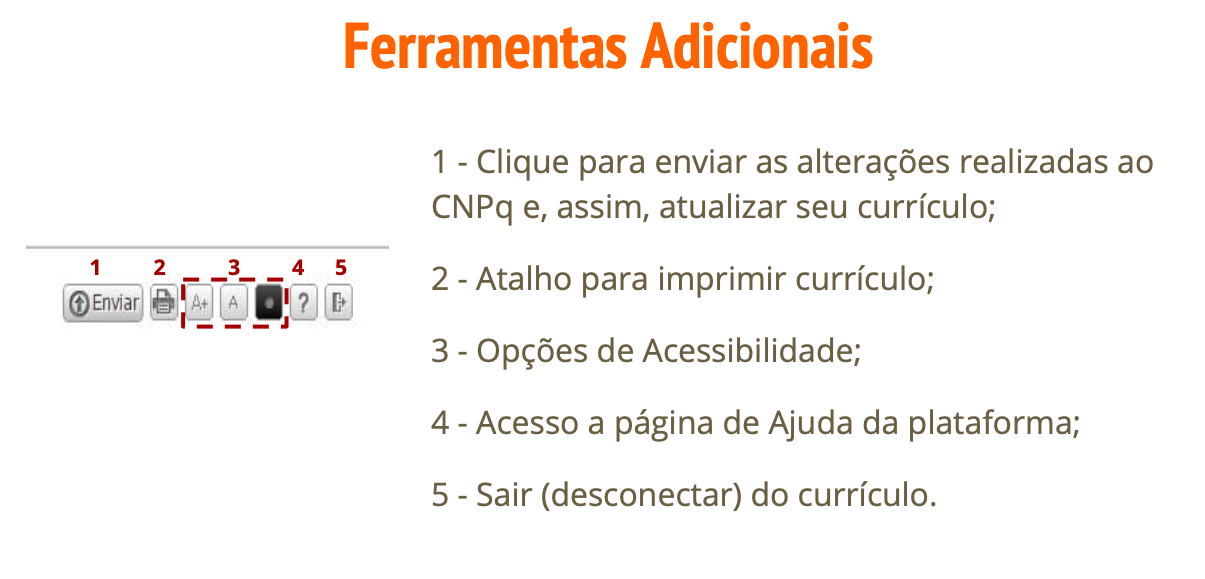 Ferramentas Adicionais
1 - Clique para enviar as alterações realizadas ao
CNPq e, assim, atualizar seu currículo;
1 2 3 4 5
Enviar A+ A ?
2 - Atalho para imprimir currículo;
3 - Opções de Acessibilidade;
4 - Acesso a página de Ajuda da plataforma;
5 - Sair (desconectar) do currículo.